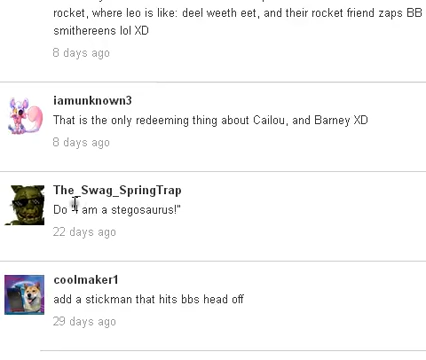 rocket, where leo is like: deel weeth eet, and their rocket friend zaps BB
smithereens lol XD
8 days ago
iamunknown3
That is the only redeeming thing about Cailou, and Barney XD
8 days ago
The_Swag_SpringTrap
Do "I am a stegosaurus!"
22 days ago
coolmaker1
add a stickman that hits bbs head off
29 days ago